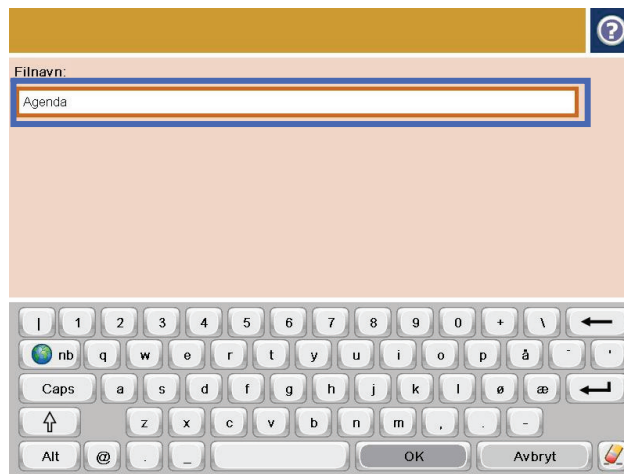 ?
Filnavn:
Agenda
| 1 2 3 4 5 6 7 8 9 0 + \
nb q w e r t y u i o p å ¨ '
Caps a s d f g h j k l ø æ
z x c v b n m , . -
Alt @ . _ OK Avbryt